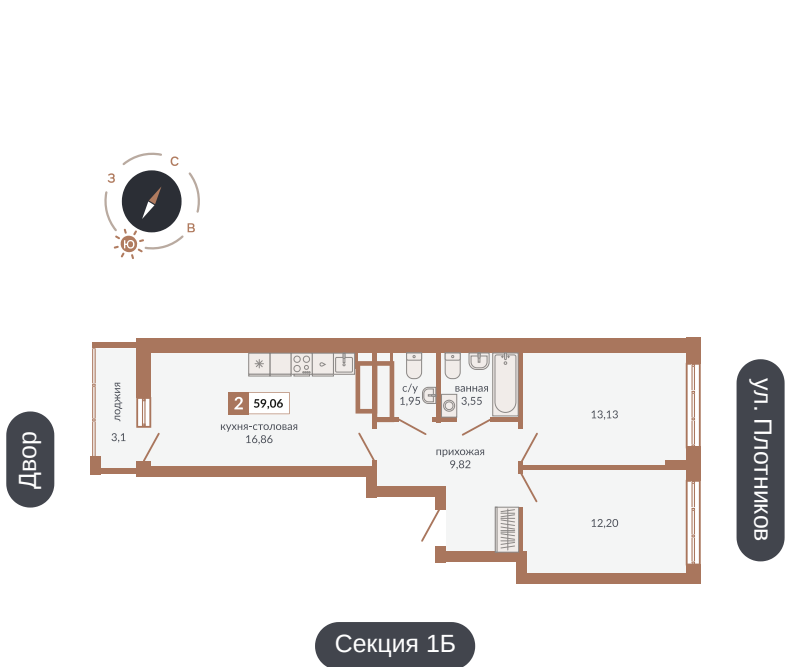 С
З
В
Ю
лоджия
3,1
2 59,06
кухня-столовая
16,86
с/у
1,95
ванная
3,55
прихожая
9,82
13,13
12,20
Двор
ул. Плотников
Секция 1Б